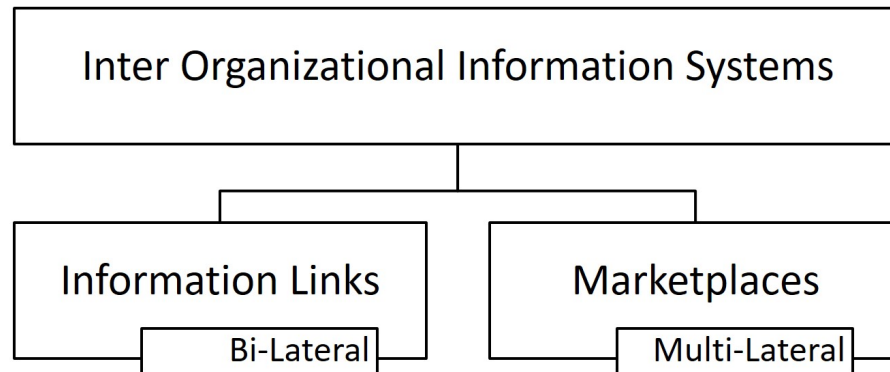 Inter Organizational Information Systems
Information Links
Marketplaces
Bi-Lateral
Multi-Lateral